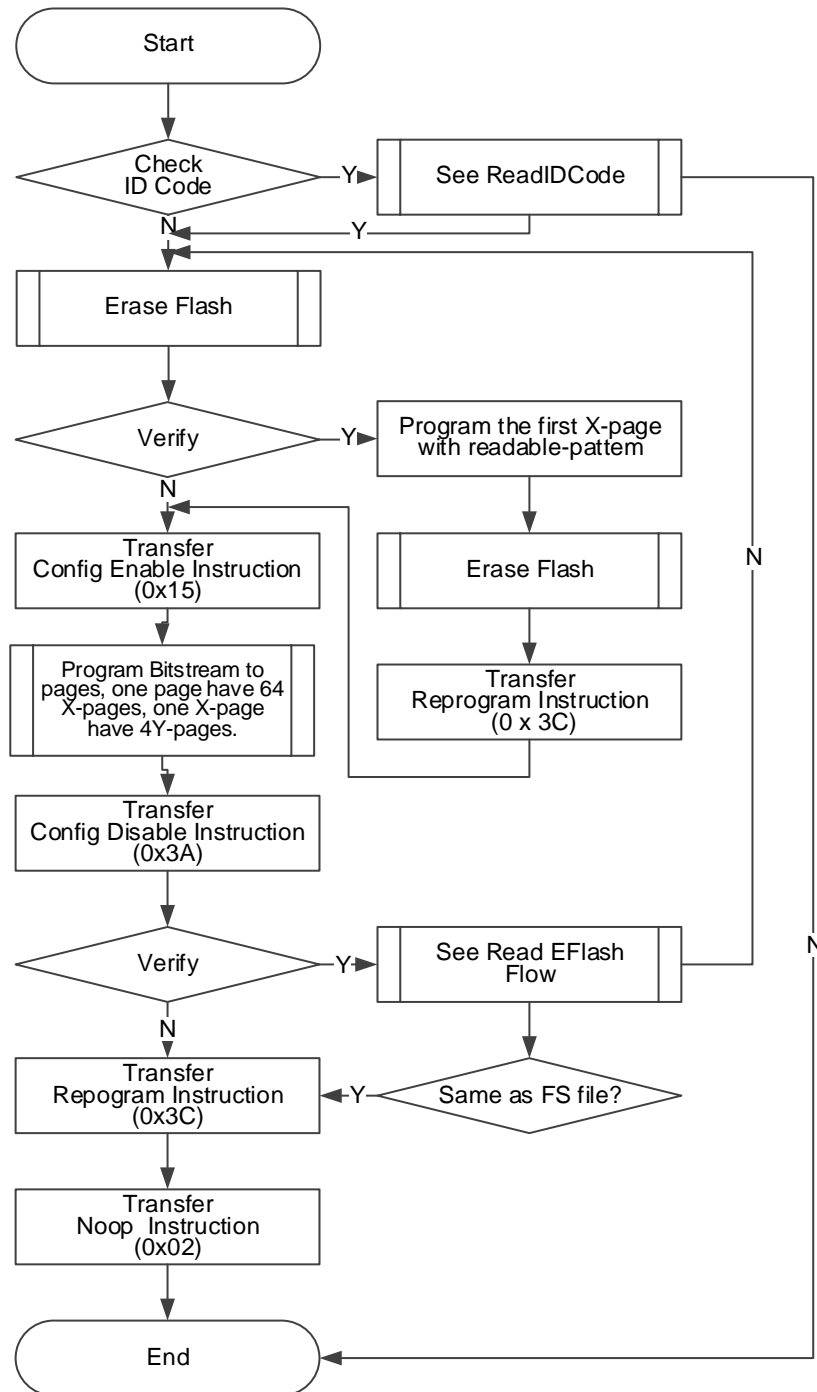 Start
Check
ID Code
Y
See ReadIDCode
N
Y
Erase Flash
Verify
Y
Program the first X-page
with readable-pattem
N
Transfer
Config Enable Instruction
(0x15)
Erase Flash
N
Program Bitstream to
pages, one page have 64
X-pages, one X-page
have 4Y-pages.
Transfer
Reprogram Instruction
(0 x 3C)
Transfer
Config Disable Instruction
(0x3A)
Verify
Y
See Read EFlash
Flow
N
N
Transfer
Repogram Instruction
(0x3C)
Y
Same as FS file?
Transfer
Noop Instruction
(0x02)
End